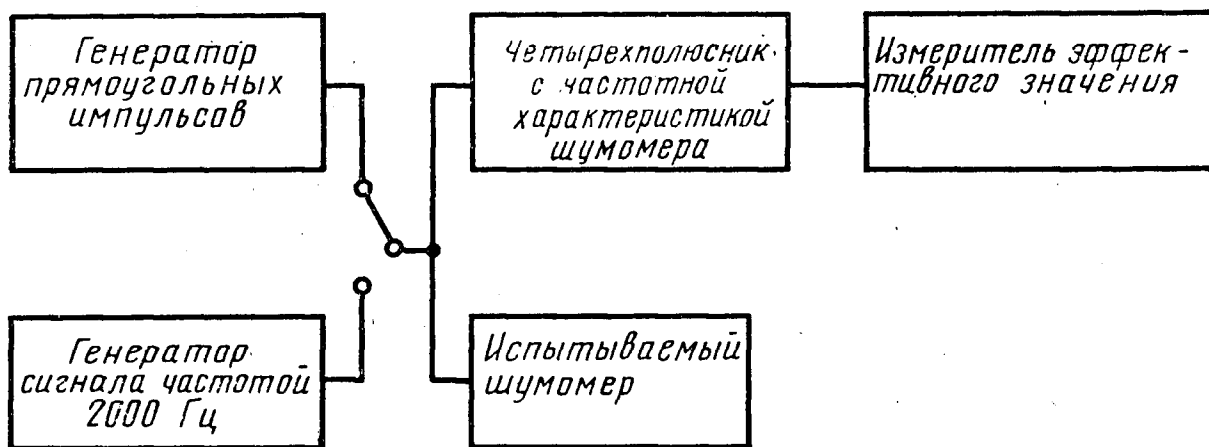 Генератор
прямоугольных
импульсов
Четырехполюсник
с частотной
характеристикой
шумомера
Измеритель эффек-
тивного значения
Генератор
сигнала частотой
2000 Гц
Испытываемый
шумомер